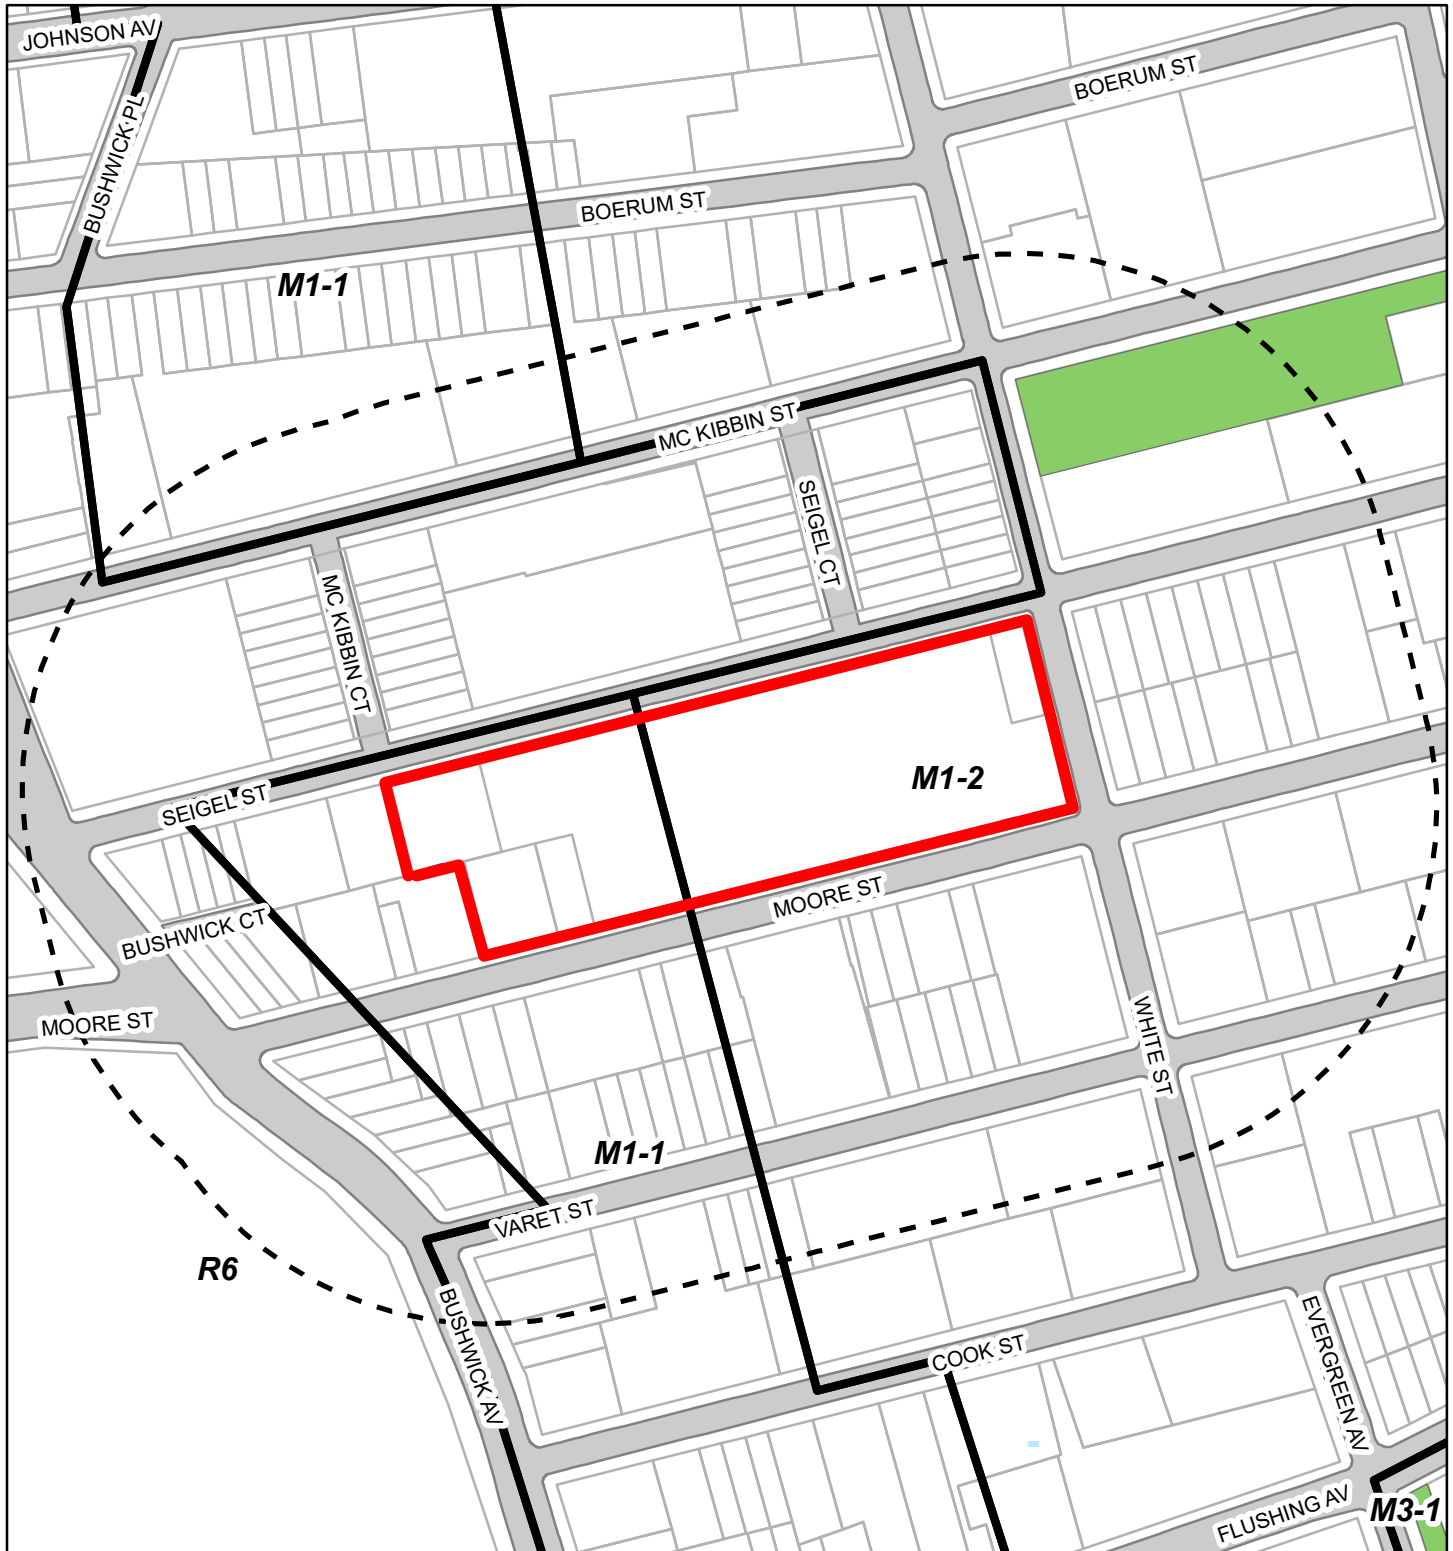 JOHNSON AV
BOERUM ST
BUSHWICK PL
BOERUM ST
M1-1
MC KIBBIN ST
SEIGEL CT
MC KIBBIN CT
M1-2
SEIGEL ST
MOORE ST
BUSHWICK CT
MOORE ST
WHITE ST
M1-1
VARET ST
R6
BUSHWICK AV
COOK ST
EVERGREEN AV
FLUSHING AV
M3-1